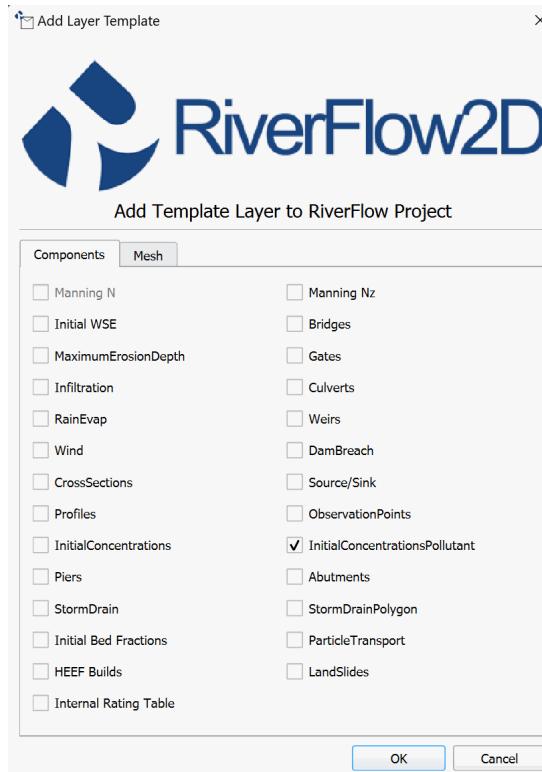 Add Layer Template
RiverFlow2D
Add Template Layer to RiverFlow Project
Components Mesh
Manning N Manning Nz
Initial WSE Bridges
MaximumErosionDepth Gates
Infiltration Culverts
RainEvap Weirs
Wind DamBreach
CrossSections Source/Sink
Profiles ObservationPoints
InitialConcentrations InitialConcentrationsPollutant
Piers Abutments
StormDrain StormDrainPolygon
Initial Bed Fractions ParticleTransport
HEEF Builds LandSlides
Internal Rating Table
OK Cancel